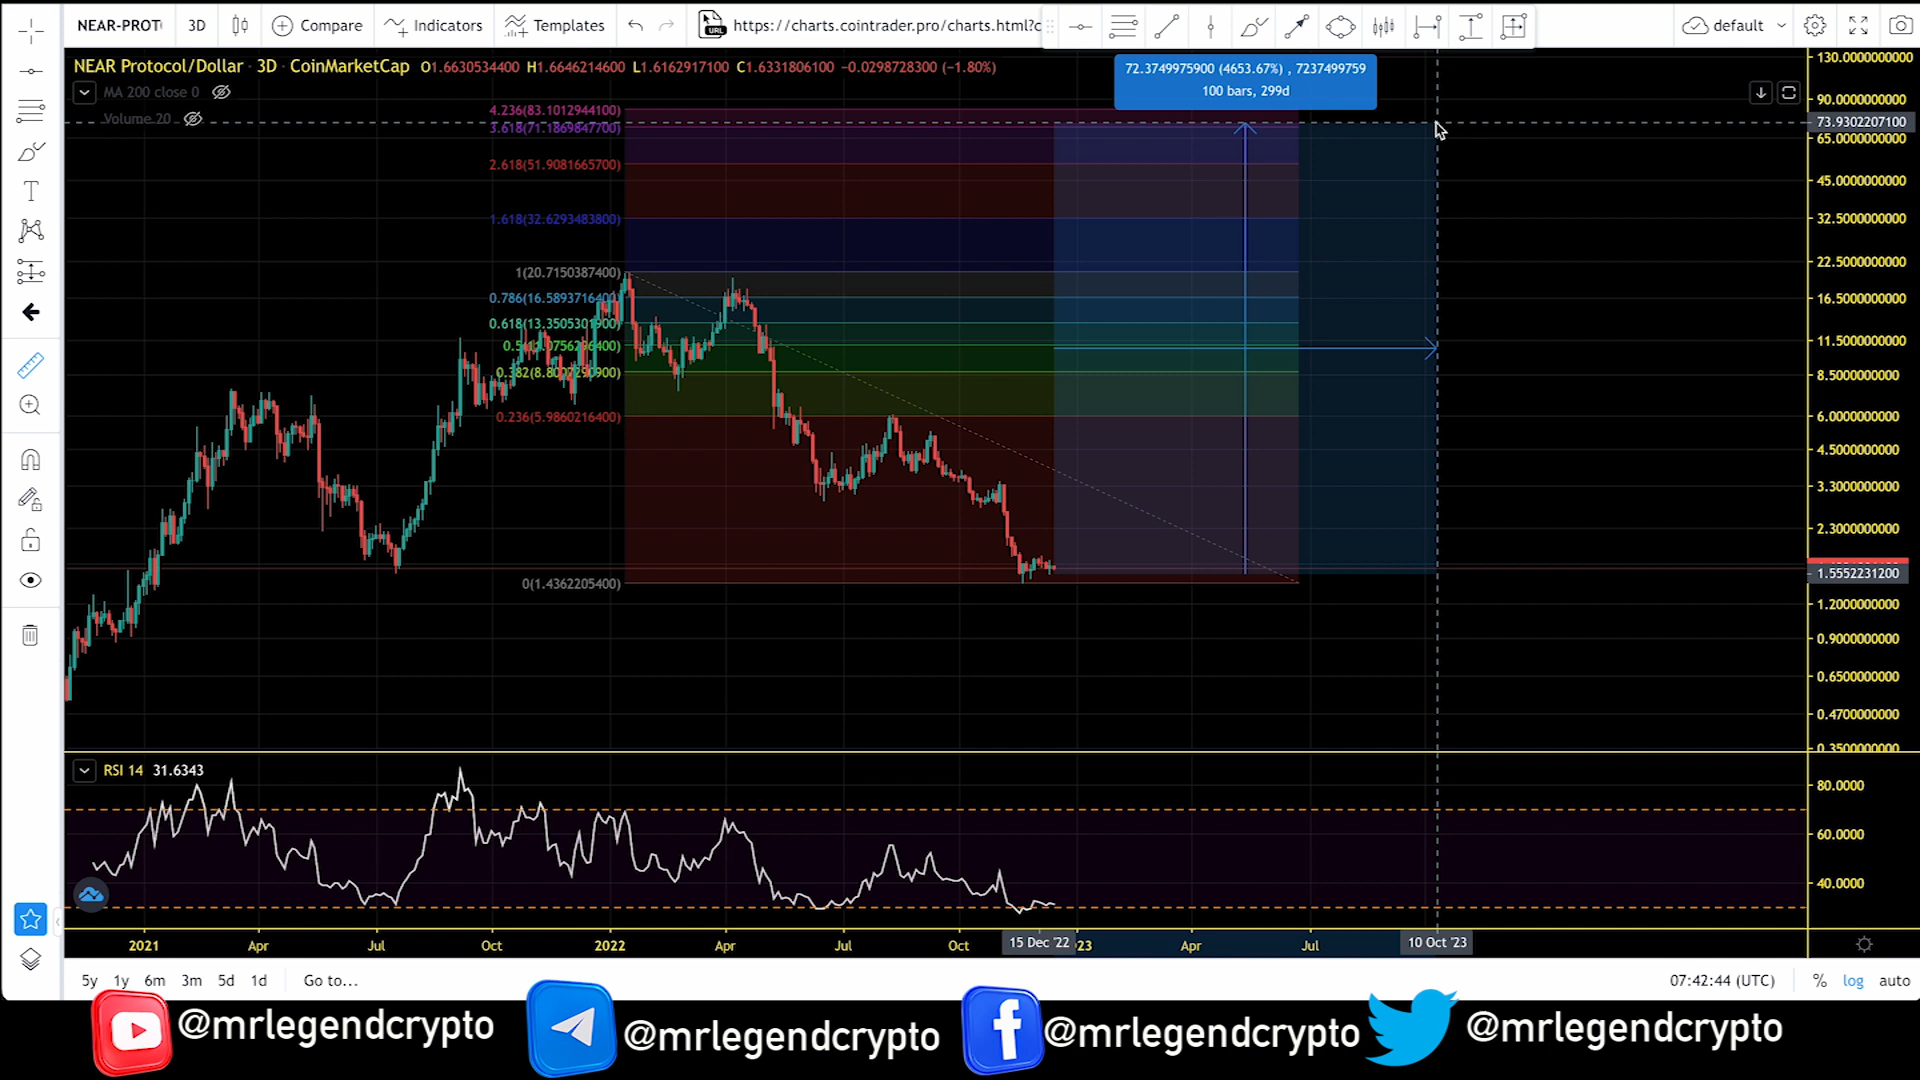 NEAR-PROT
3D
Compare
Indicators
Templates
https://charts.cointrader.pro/charts.html?c
default
NEAR Protocol/Dollar · 3D · CoinMarketCap O1.6630534400 H1.6646214600 L1.6162917100 C1.6331806100 -0.0298728300 (-1.80%)
MA 200 close 0
Volume 20
72.3749975900 (4653.67%) , 7237499759
100 bars, 299d
4.236(83.1012944100)
3.618(71.1869847700)
2.618(51.9081665700)
1.618(32.6293483800)
1(20.7150387400)
0.786(16.5893716400)
0.618(13.3505301900)
0.236(5.9860216400)
0(1.4362205400)
130.0000000000
90.0000000000
73.9302207100
65.0000000000
45.0000000000
32.5000000000
22.5000000000
16.5000000000
11.5000000000
8.5000000000
6.0000000000
4.5000000000
3.3000000000
2.3000000000
1.5552231200
1.2000000000
0.9000000000
0.6500000000
0.4700000000
0.3500000000
RSI 14 31.6343
80.0000
60.0000
40.0000
2021
Apr
Jul
Oct
2022
Apr
Jul
Oct
15 Dec '22
23
Apr
Jul
10 Oct '23
5y 1y 6m 3m 5d 1d Go to...
07:42:44 (UTC) % log auto
@mrlegendcrypto
@mrlegendcrypto
@mrlegendcrypto
@mrlegendcrypto